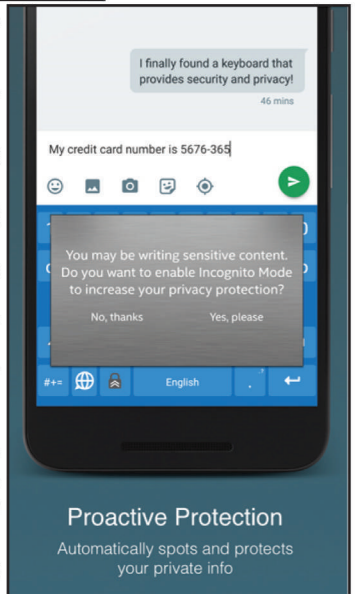 I finally found a keyboard that
provides security and privacy!
46 mins
My credit card number is 5676-365
You may be writing sensitive content.
Do you want to enable Incognito Mode
to increase your privacy protection?
No, thanks Yes, please
#+= English . ,
Proactive Protection
Automatically spots and protects
your private info